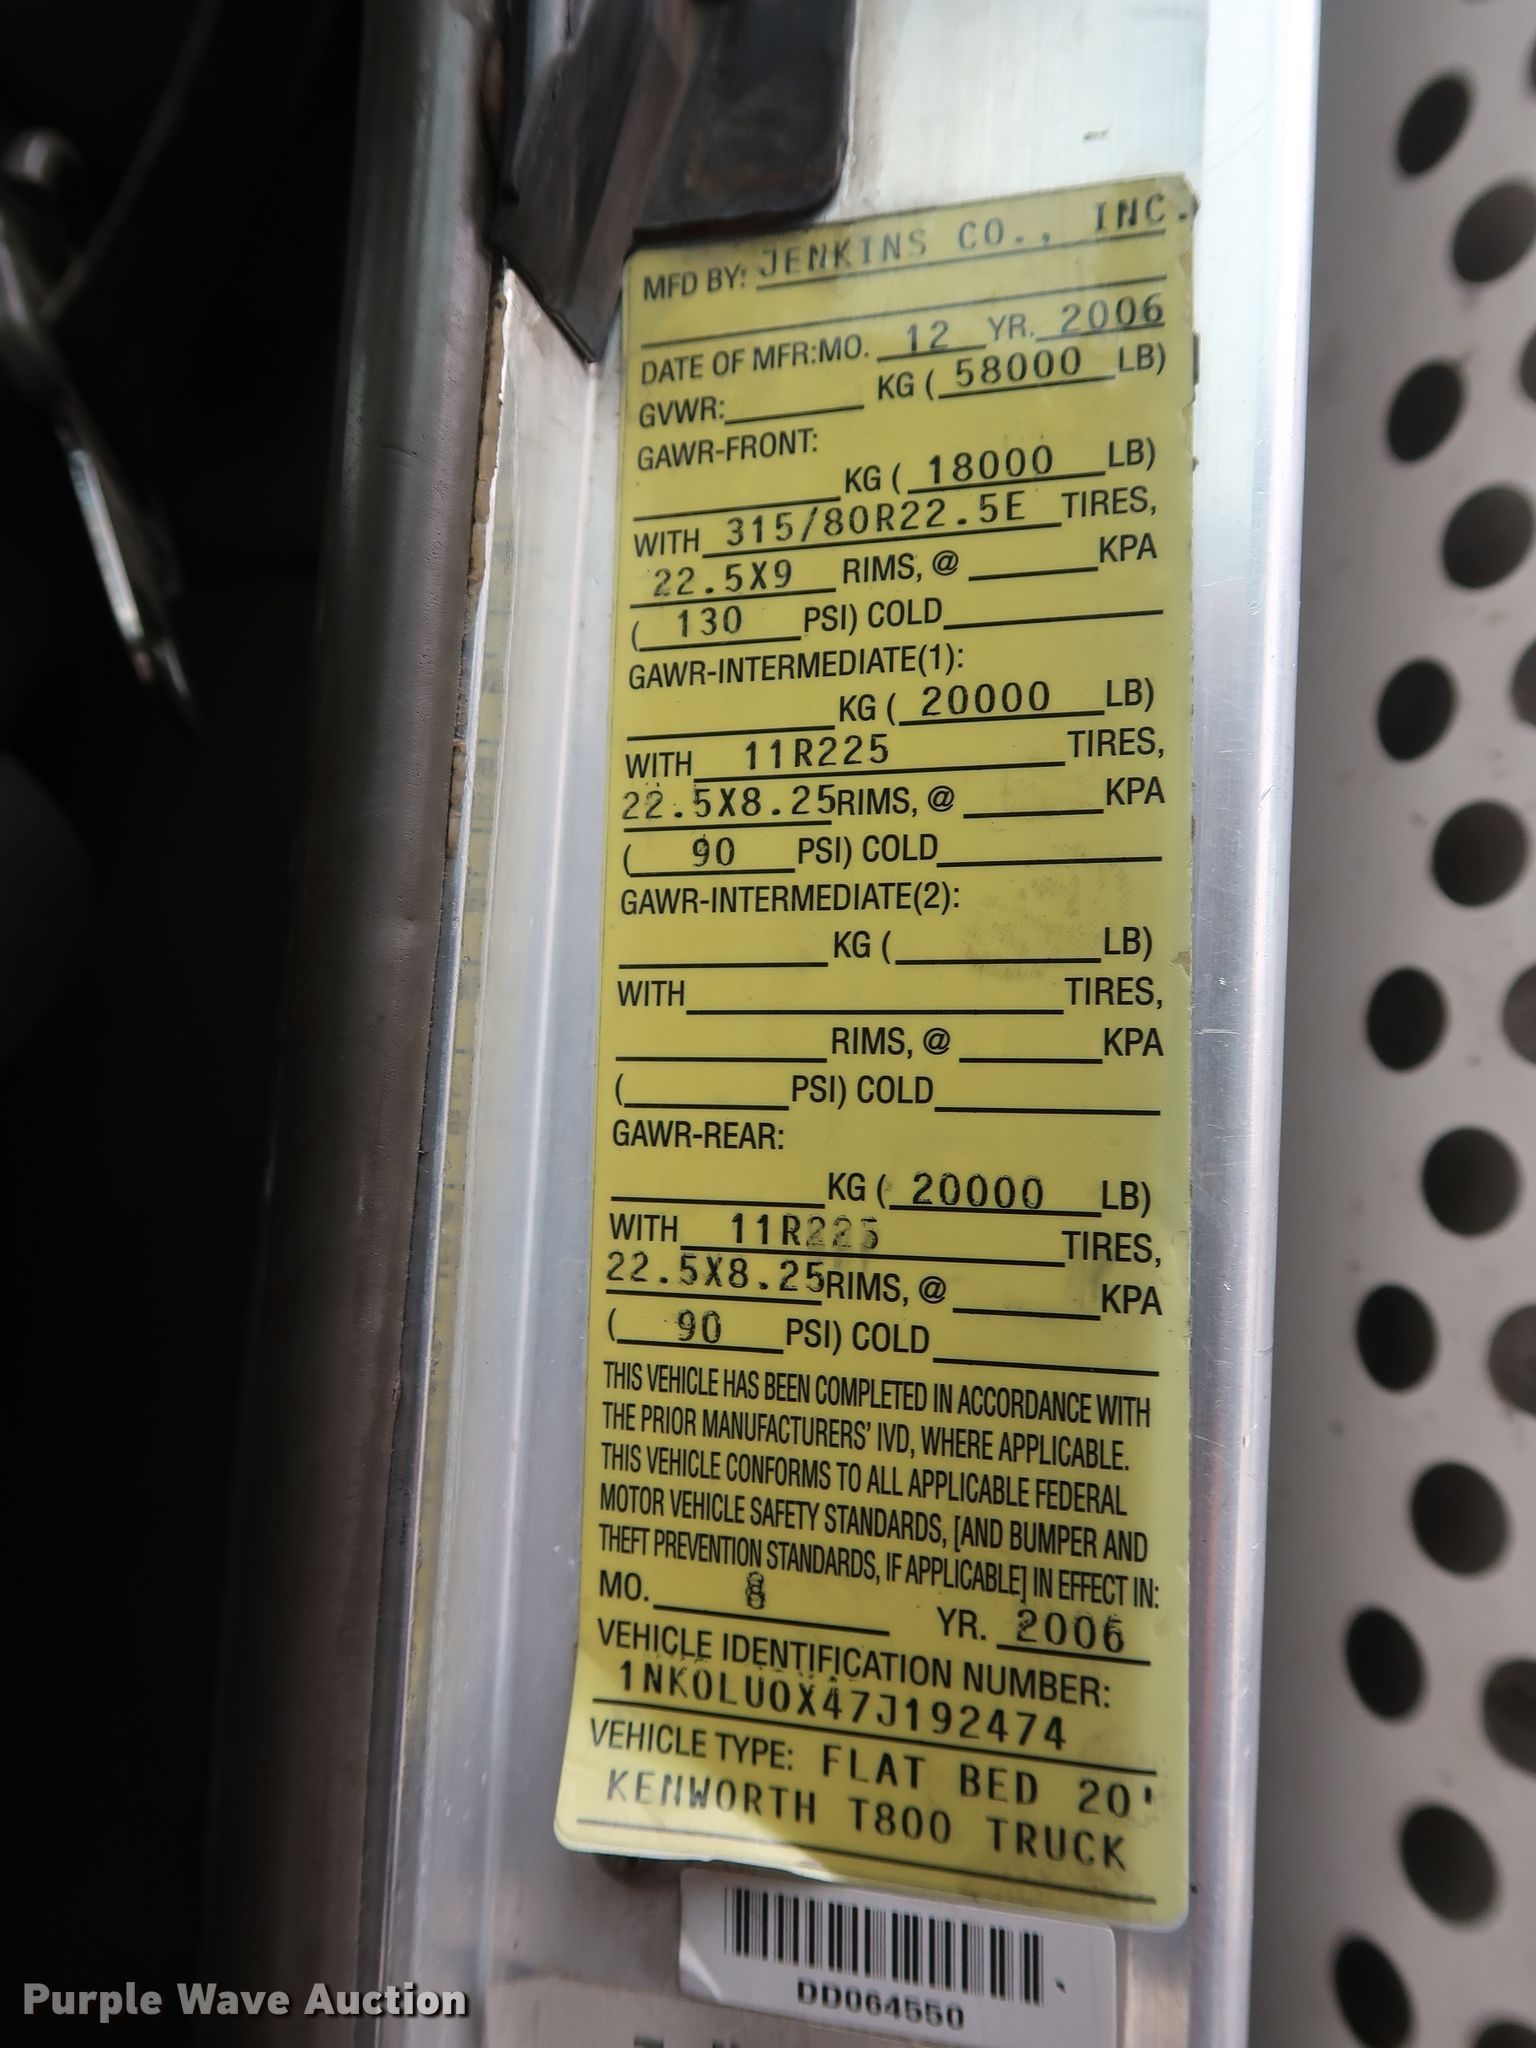 MFD BY: JENKINS CO., INC.
DATE OF MFR:MO. 12 YR. 2006
GVWR: KG ( 58000 LB)
GAWR-FRONT:
KG ( 18000 LB)
WITH 315/80R22.5E TIRES,
22.5X9 RIMS, @ KPA
( 130 PSI) COLD
GAWR-INTERMEDIATE(1):
KG ( 20000 LB)
WITH 11R225 TIRES,
22.5X8.25 RIMS, @ KPA
( 90 PSI) COLD
GAWR-INTERMEDIATE(2):
KG ( LB)
WITH TIRES,
RIMS, @ KPA
( PSI) COLD
GAWR-REAR:
KG ( 20000 LB)
WITH 11R225 TIRES,
22.5X8.25 RIMS, @ KPA
( 90 PSI) COLD
THIS VEHICLE HAS BEEN COMPLETED IN ACCORDANCE WITH
THE PRIOR MANUFACTURERS' IVD, WHERE APPLICABLE.
THIS VEHICLE CONFORMS TO ALL APPLICABLE FEDERAL
MOTOR VEHICLE SAFETY STANDARDS, [AND BUMPER AND
THEFT PREVENTION STANDARDS, IF APPLICABLE] IN EFFECT IN:
MO. YR. 2006
VEHICLE IDENTIFICATION NUMBER:
1NK0LU0X47J192474
VEHICLE TYPE: FLAT BED 20'
KENWORTH T800 TRUCK
DD064550
Purple Wave Auction